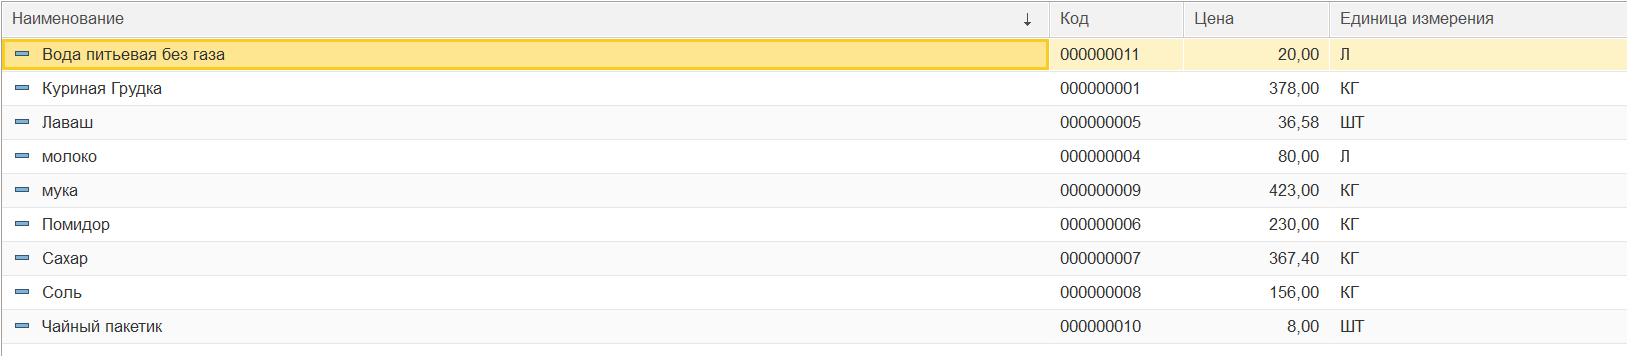 Наименование ↓ Код Цена Единица измерения
Вода питьевая без газа 000000011 20,00 Л
Куриная Грудка 000000001 378,00 КГ
Лаваш 000000005 36,58 ШТ
молоко 000000004 80,00 Л
мука 000000009 423,00 КГ
Помидор 000000006 230,00 КГ
Сахар 000000007 367,40 КГ
Соль 000000008 156,00 КГ
Чайный пакетик 000000010 8,00 ШТ